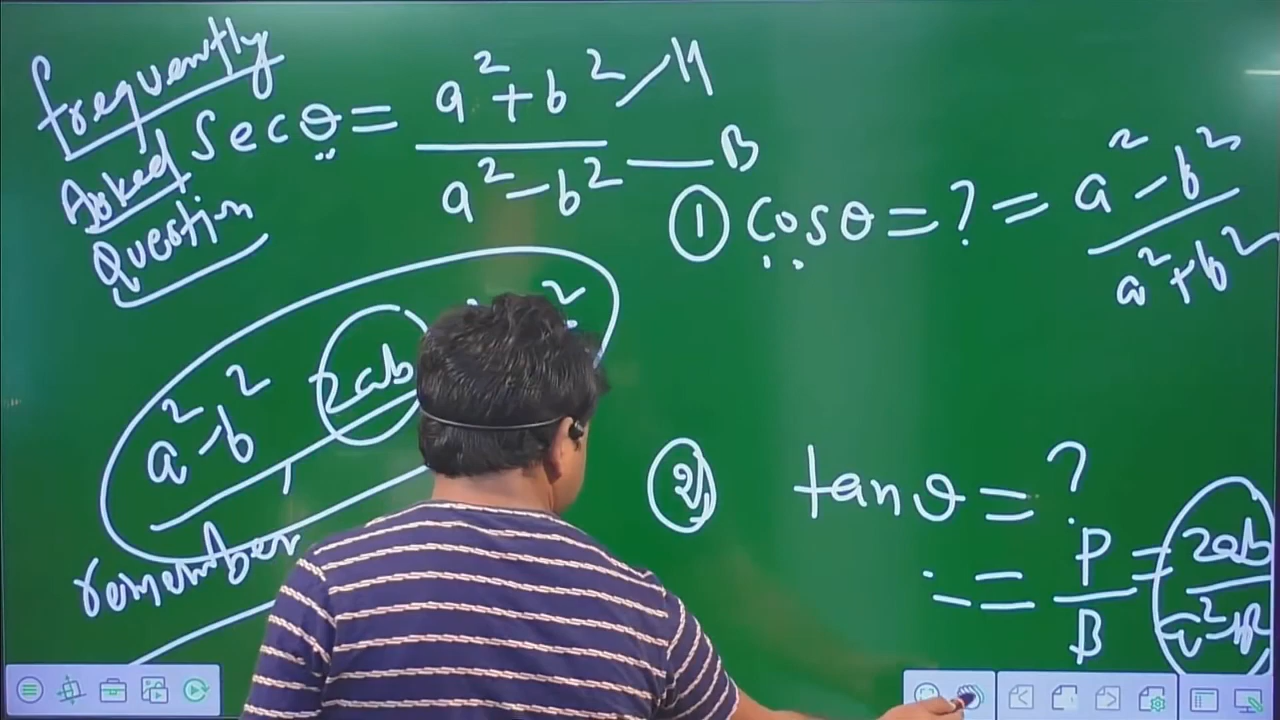 frequently
Asked
Question
Secθ = a²+b² / a²-b²
H
B
① cosθ = ? = a²-b² / a²+b²
a²-b² 2ab
remember
② tanθ = ?
∴ = P/B = 2ab